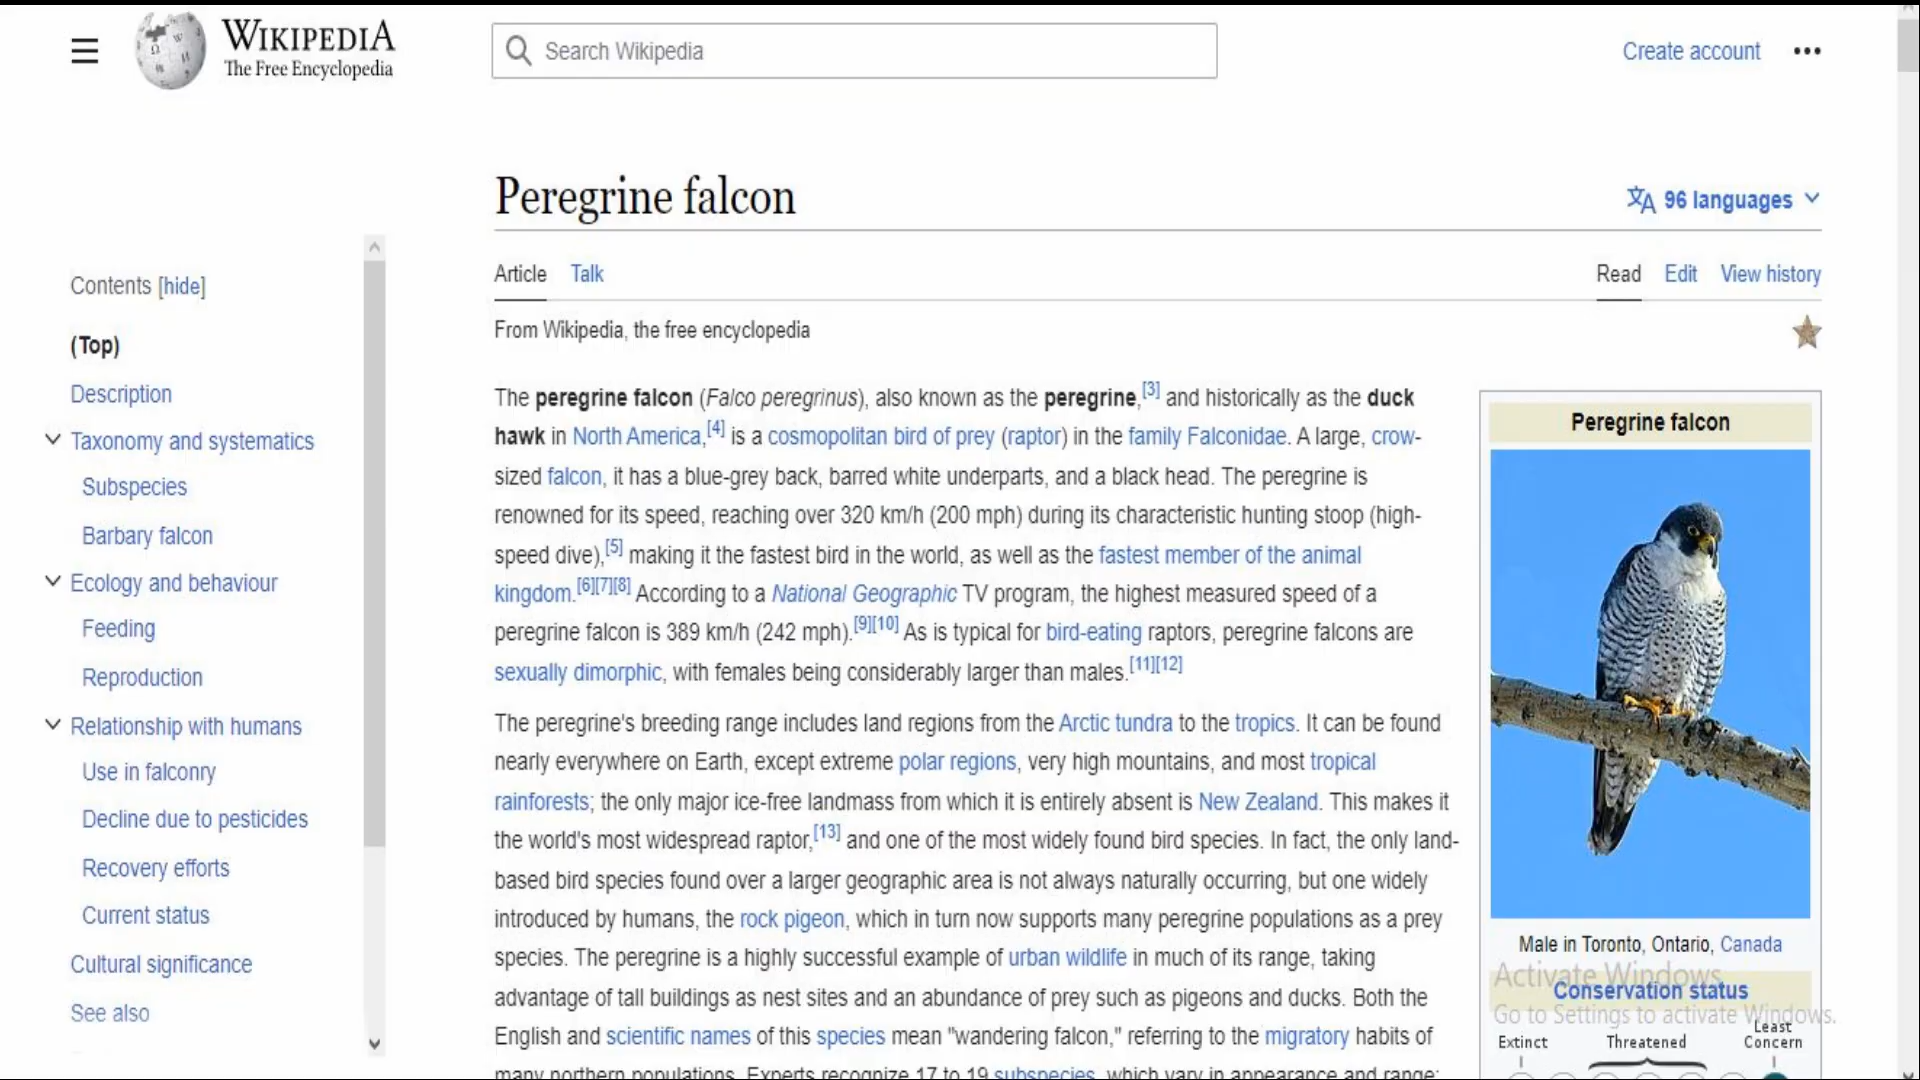 WIKIPEDIA
The Free Encyclopedia
Search Wikipedia
Create account
Peregrine falcon
96 languages
Article Talk
Read Edit View history
From Wikipedia, the free encyclopedia
Contents [hide]
(Top)
Description
Taxonomy and systematics
Subspecies
Barbary falcon
Ecology and behaviour
Feeding
Reproduction
Relationship with humans
Use in falconry
Decline due to pesticides
Recovery efforts
Current status
Cultural significance
See also
The peregrine falcon (Falco peregrinus), also known as the peregrine,[3] and historically as the duck
hawk in North America,[4] is a cosmopolitan bird of prey (raptor) in the family Falconidae. A large, crow-
sized falcon, it has a blue-grey back, barred white underparts, and a black head. The peregrine is
renowned for its speed, reaching over 320 km/h (200 mph) during its characteristic hunting stoop (high-
speed dive),[5] making it the fastest bird in the world, as well as the fastest member of the animal
kingdom.[6][7][8] According to a National Geographic TV program, the highest measured speed of a
peregrine falcon is 389 km/h (242 mph).[9][10] As is typical for bird-eating raptors, peregrine falcons are
sexually dimorphic, with females being considerably larger than males.[11][12]
The peregrine's breeding range includes land regions from the Arctic tundra to the tropics. It can be found
nearly everywhere on Earth, except extreme polar regions, very high mountains, and most tropical
rainforests; the only major ice-free landmass from which it is entirely absent is New Zealand. This makes it
the world's most widespread raptor,[13] and one of the most widely found bird species. In fact, the only land-
based bird species found over a larger geographic area is not always naturally occurring, but one widely
introduced by humans, the rock pigeon, which in turn now supports many peregrine populations as a prey
species. The peregrine is a highly successful example of urban wildlife in much of its range, taking
advantage of tall buildings as nest sites and an abundance of prey such as pigeons and ducks. Both the
English and scientific names of this species mean "wandering falcon," referring to the migratory habits of
many northern populations. Experts recognize 17 to 19 subspecies, which vary in appearance and range;
Peregrine falcon
Male in Toronto, Ontario, Canada
Activate Windows
Conservation status
Go to Settings to activate Windows.
Extinct Threatened Least
Concern